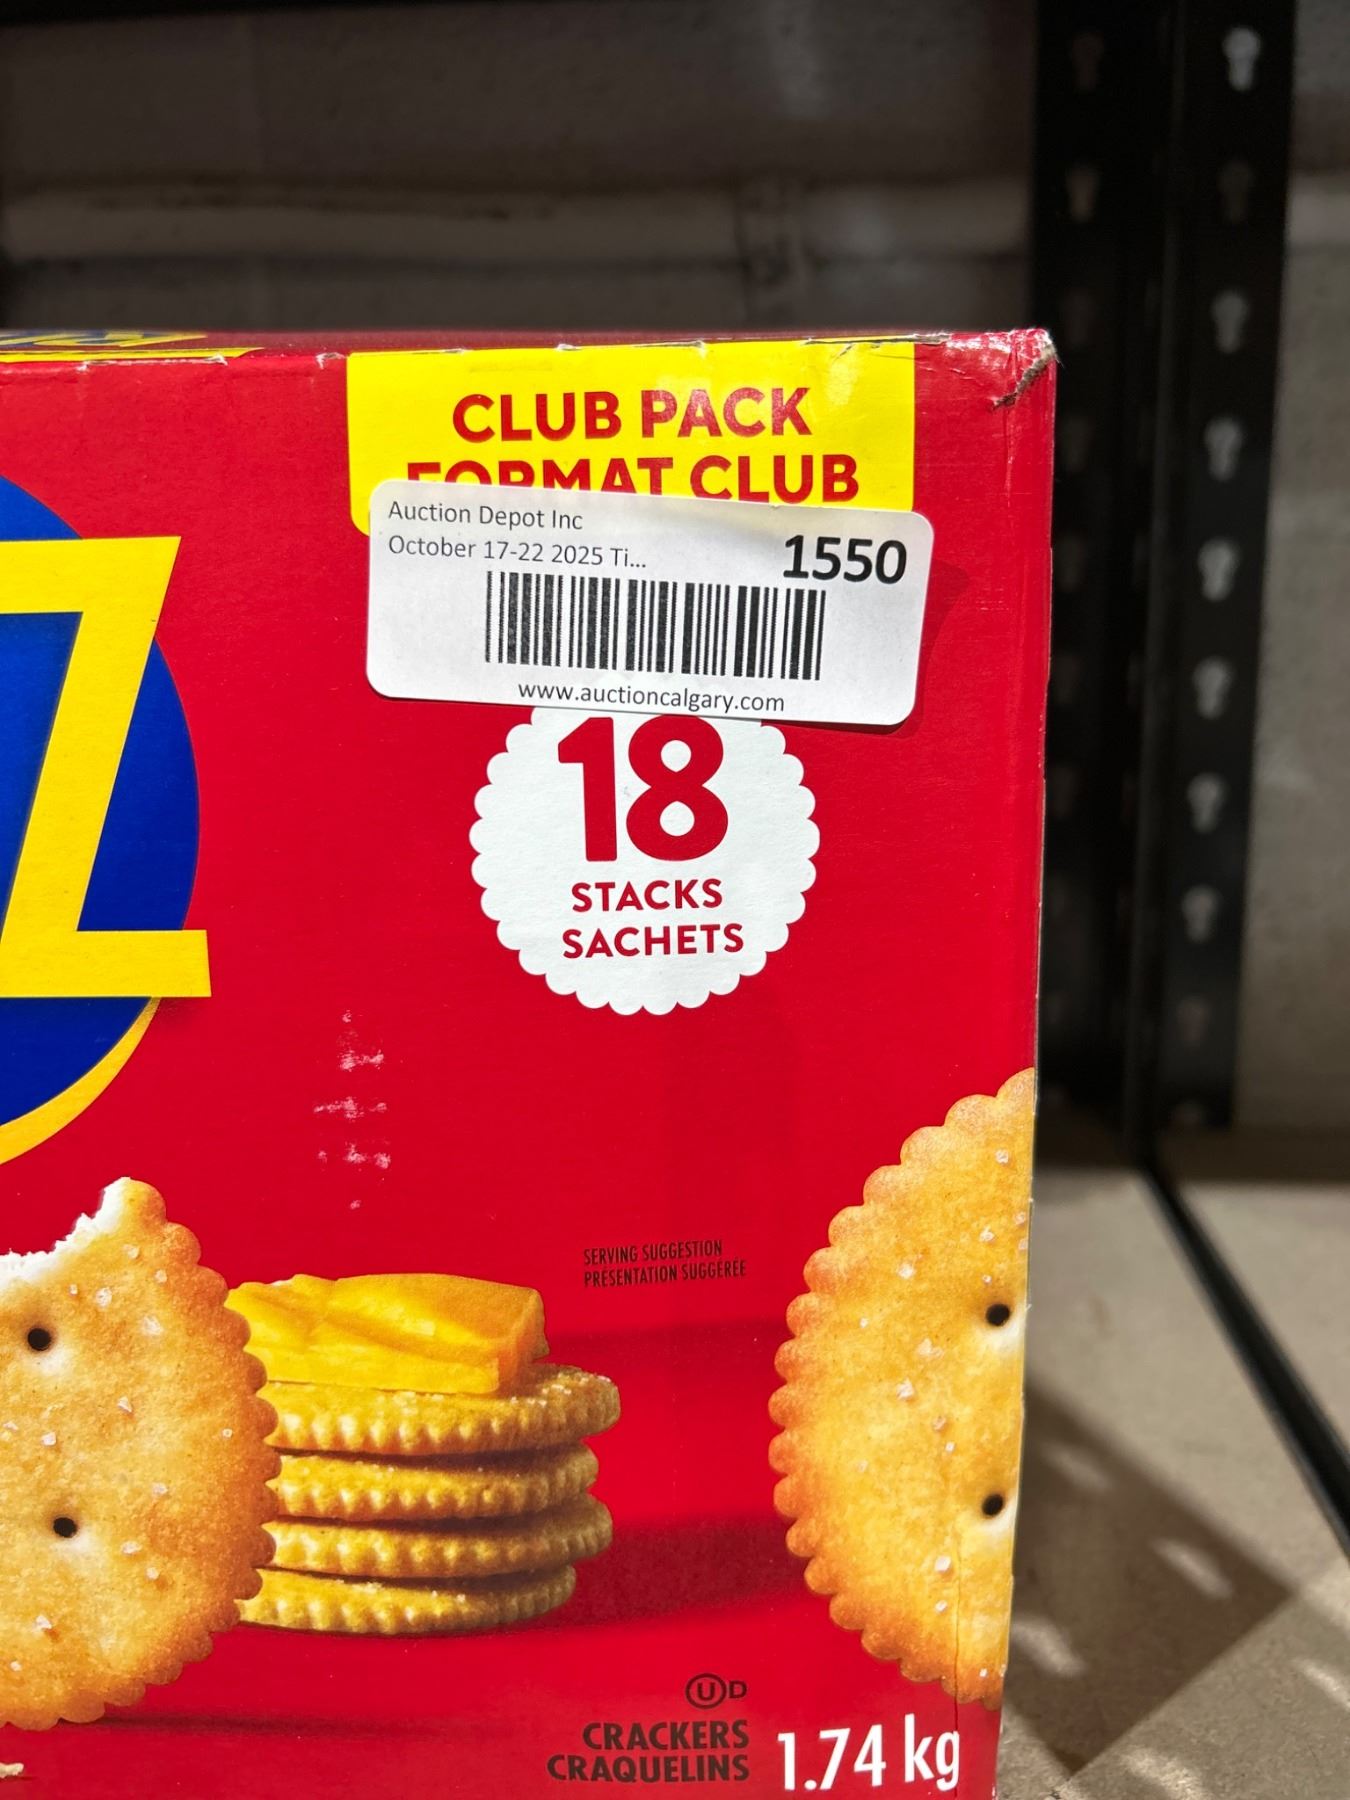 CLUB PACK
FORMAT CLUB
Auction Depot Inc
October 17-22 2025 Ti...
1550
www.auctioncalgary.com
Z
18
STACKS
SACHETS
SERVING SUGGESTION
PRÉSENTATION SUGGÉRÉE
UD
CRACKERS
CRAQUELINS
1.74 kg